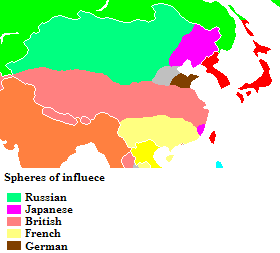 Spheres of influece
Russian
Japanese
British
French
German